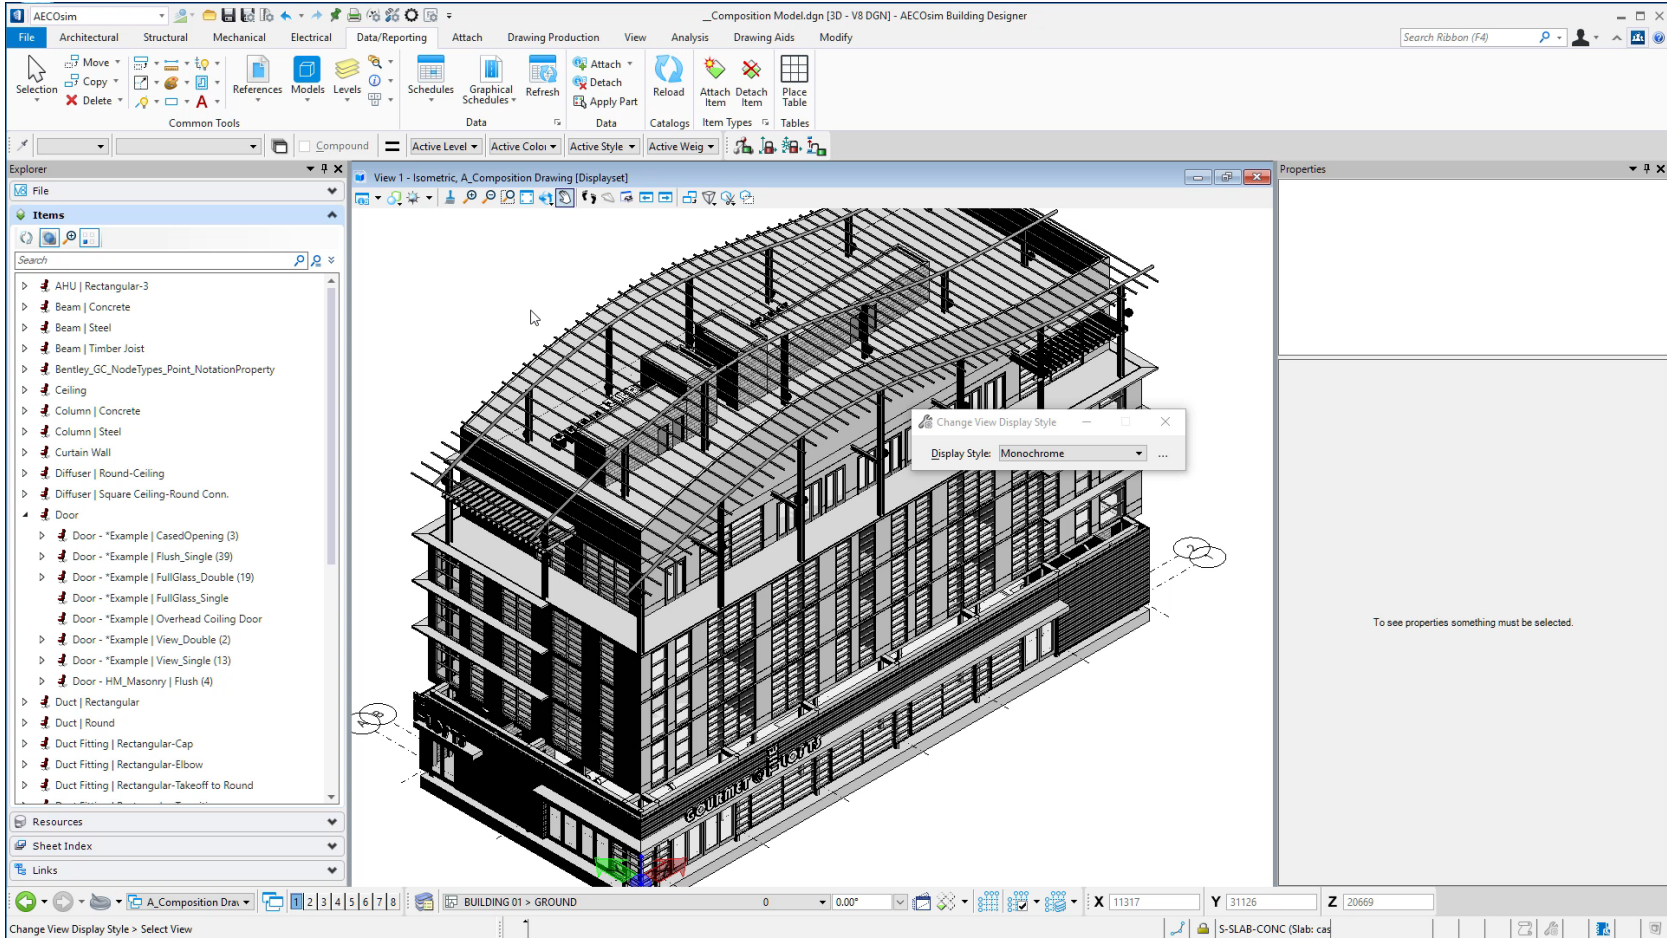 AECOsim
__Composition Model.dgn [3D - V8 DGN] - AECOsim Building Designer
File
Architectural
Structural
Mechanical
Electrical
Data/Reporting
Attach
Drawing Production
View
Analysis
Drawing Aids
Modify
Search Ribbon (F4)
Selection
Move
Copy
Delete
References
Models
Levels
Common Tools
Schedules
Graphical
Schedules
Refresh
Data
Attach
Detach
Apply Part
Data
Reload
Catalogs
Attach
Item
Detach
Item
Item Types
Place
Table
Tables
Compound
Active Level
Active Color
Active Style
Active Weig
Explorer
File
Items
Search
AHU | Rectangular-3
Beam | Concrete
Beam | Steel
Beam | Timber Joist
Bentley_GC_NodeTypes_Point_NotationProperty
Ceiling
Column | Concrete
Column | Steel
Curtain Wall
Diffuser | Round-Ceiling
Diffuser | Square Ceiling-Round Conn.
Door
Door - *Example | CasedOpening (3)
Door - *Example | Flush_Single (39)
Door - *Example | FullGlass_Double (19)
Door - *Example | FullGlass_Single
Door - *Example | Overhead Coiling Door
Door - *Example | View_Double (2)
Door - *Example | View_Single (13)
Door - HM_Masonry | Flush (4)
Duct | Rectangular
Duct | Round
Duct Fitting | Rectangular-Cap
Duct Fitting | Rectangular-Elbow
Duct Fitting | Rectangular-Takeoff to Round
Resources
Sheet Index
Links
View 1 - Isometric, A_Composition Drawing [Displayset]
Change View Display Style
Display Style:
Monochrome
...
GOURMET @ LOFTS
Properties
To see properties something must be selected.
A_Composition Drav
1 2 3 4 5 6 7 8
BUILDING 01 > GROUND
0
0.00°
X
11317
Y
31126
Z
20669
Change View Display Style > Select View
S-SLAB-CONC (Slab: cas